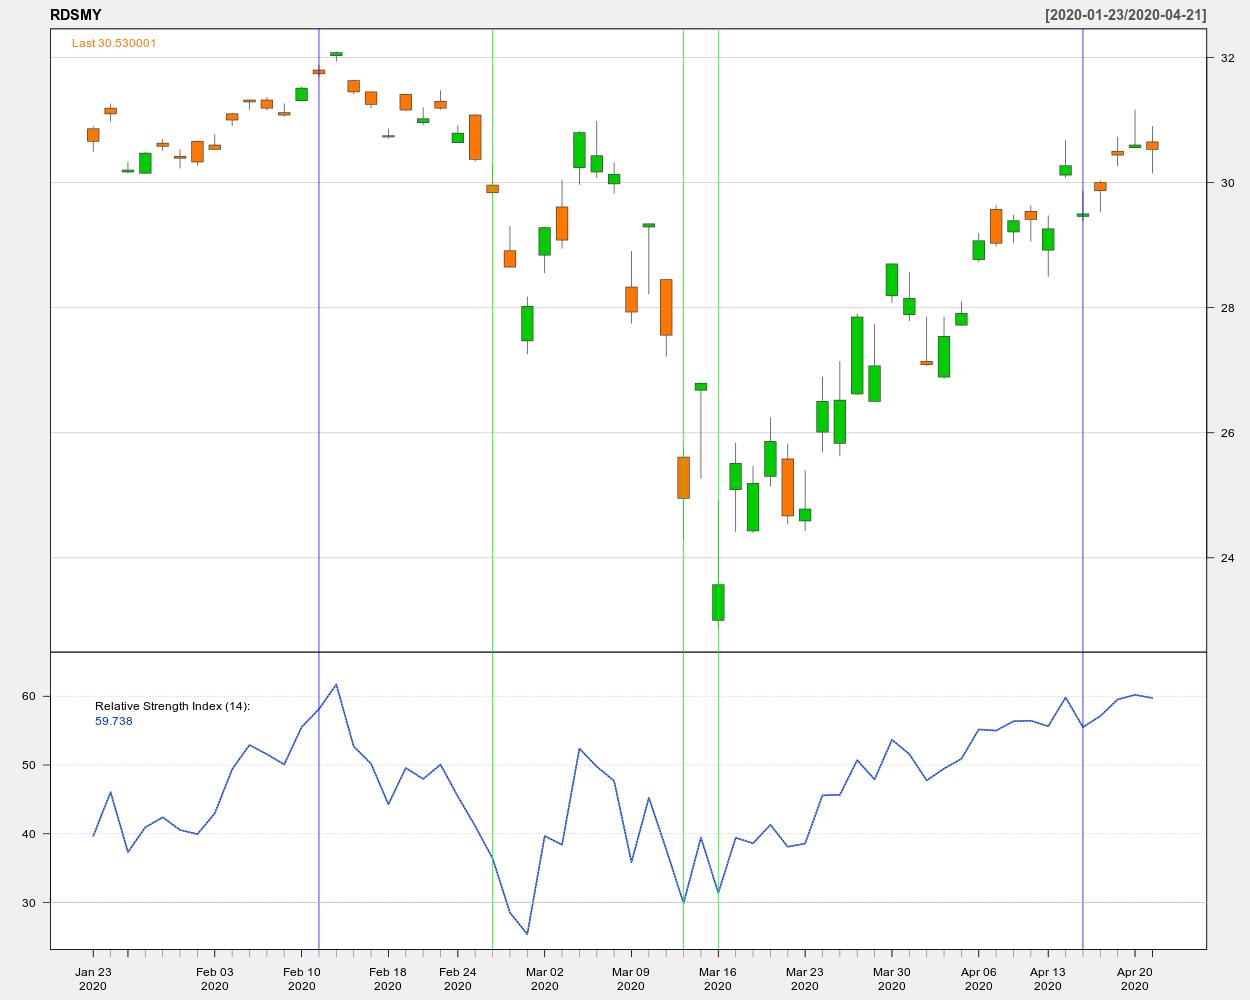 RDSMY
[2020-01-23/2020-04-21]
Last 30.530001
32
30
28
26
24
60
50
40
30
Relative Strength Index (14):
59.738
Jan 23 Feb 03 Feb 10 Feb 18 Feb 24 Mar 02 Mar 09 Mar 16 Mar 23 Mar 30 Apr 06 Apr 13 Apr 20
2020 2020 2020 2020 2020 2020 2020 2020 2020 2020 2020 2020 2020